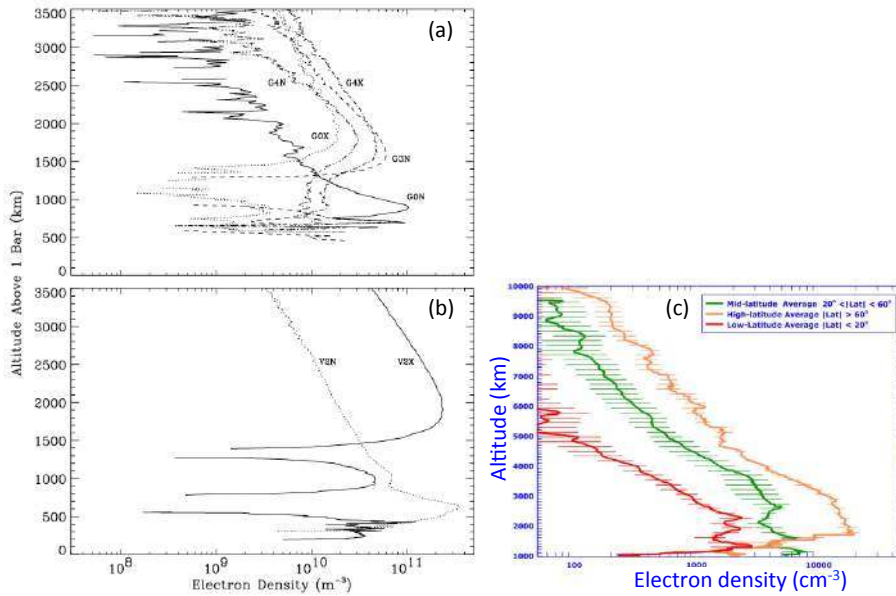 3500
3000
2500
2000
1500
1000
500
0
(a)
G4N
G4X
G0X
G3N
G0N
Altitude Above 1 Bar (km)
3500
3000
2500
2000
1500
1000
500
0
(b)
V2N
V2X
10⁸
10⁹
10¹⁰
10¹¹
Electron Density (m⁻³)
10000
9000
8000
7000
6000
5000
4000
3000
2000
1000
(c)
Mid-latitude Average 20° <|Lat| < 60°
High-latitude Average |Lat| > 60°
Low-Latitude Average |Lat| < 20°
Altitude (km)
100
1000
10000
Electron density (cm⁻³)